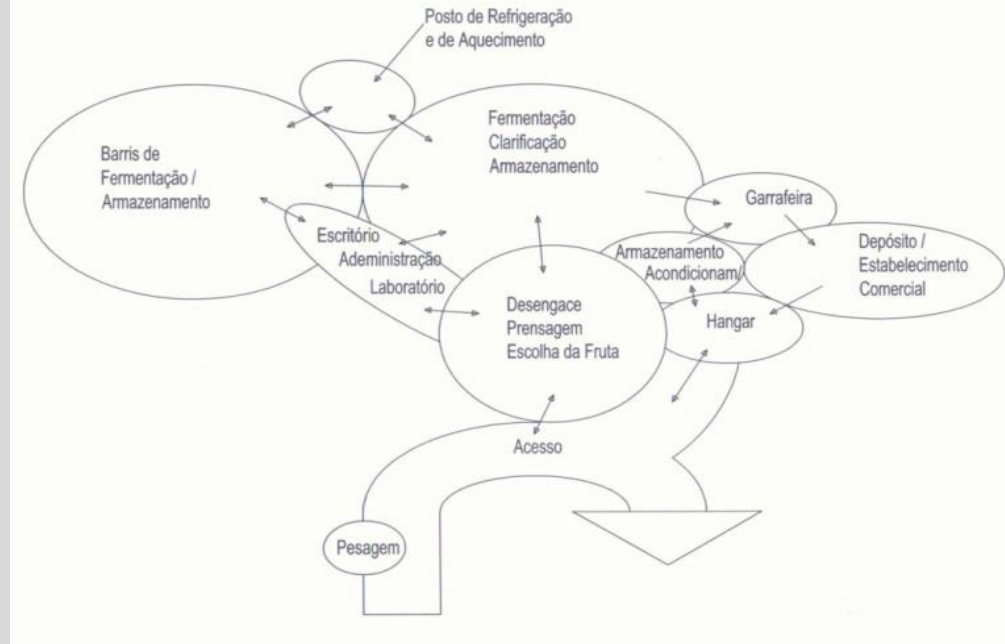 Posto de Refrigeração
e de Aquecimento
Fermentação
Clarificação
Armazenamento
Barris de
Fermentação /
Armazenamento
Garrafeira
Escritório
Adeministração
Laboratório
Armazenamento
Acondicionam/
Depósito /
Estabelecimento
Comercial
Desengace
Prensagem
Escolha da Fruta
Hangar
Acesso
Pesagem